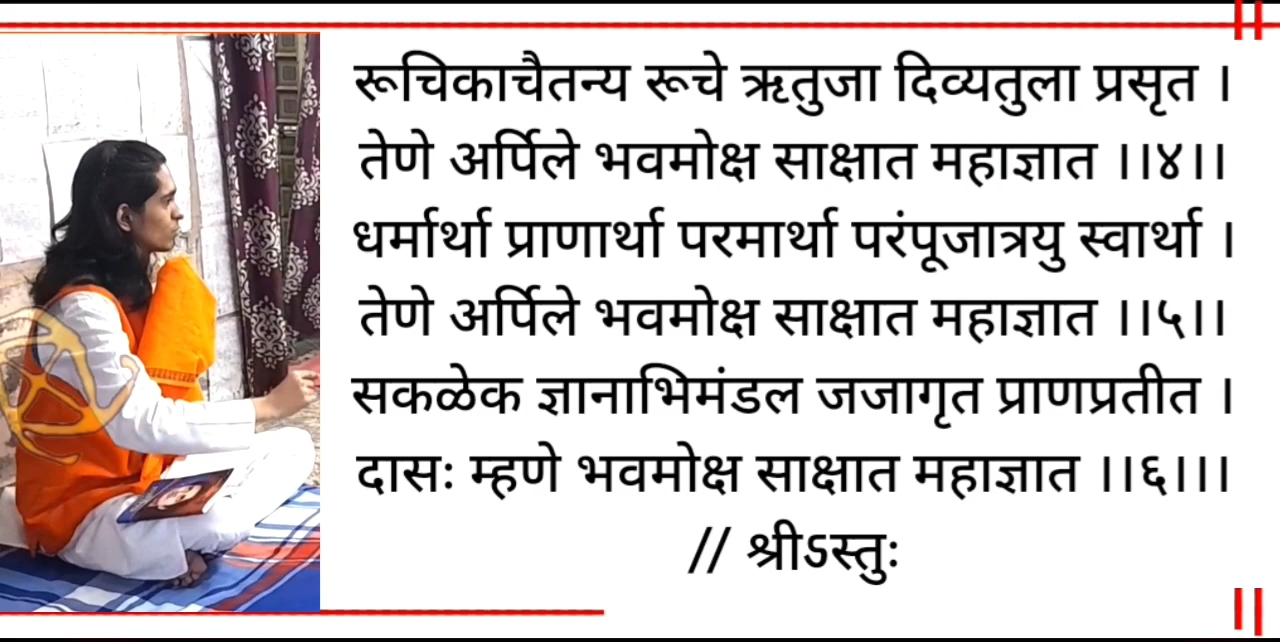 रूचिकाचैतन्य रूचे ऋतुजा दिव्यतुला प्रसृत ।
तेणे अर्पिले भवमोक्ष साक्षात महाज्ञात ।।४।।
धर्मार्था प्राणार्था परमार्था परंपूजात्रयु स्वार्था ।
तेणे अर्पिले भवमोक्ष साक्षात महाज्ञात ।।५।।
सकळेक ज्ञानाभिमंडल जजागृत प्राणप्रतीत ।
दासः म्हणे भवमोक्ष साक्षात महाज्ञात ।।६।।।
// श्रीऽस्तुः